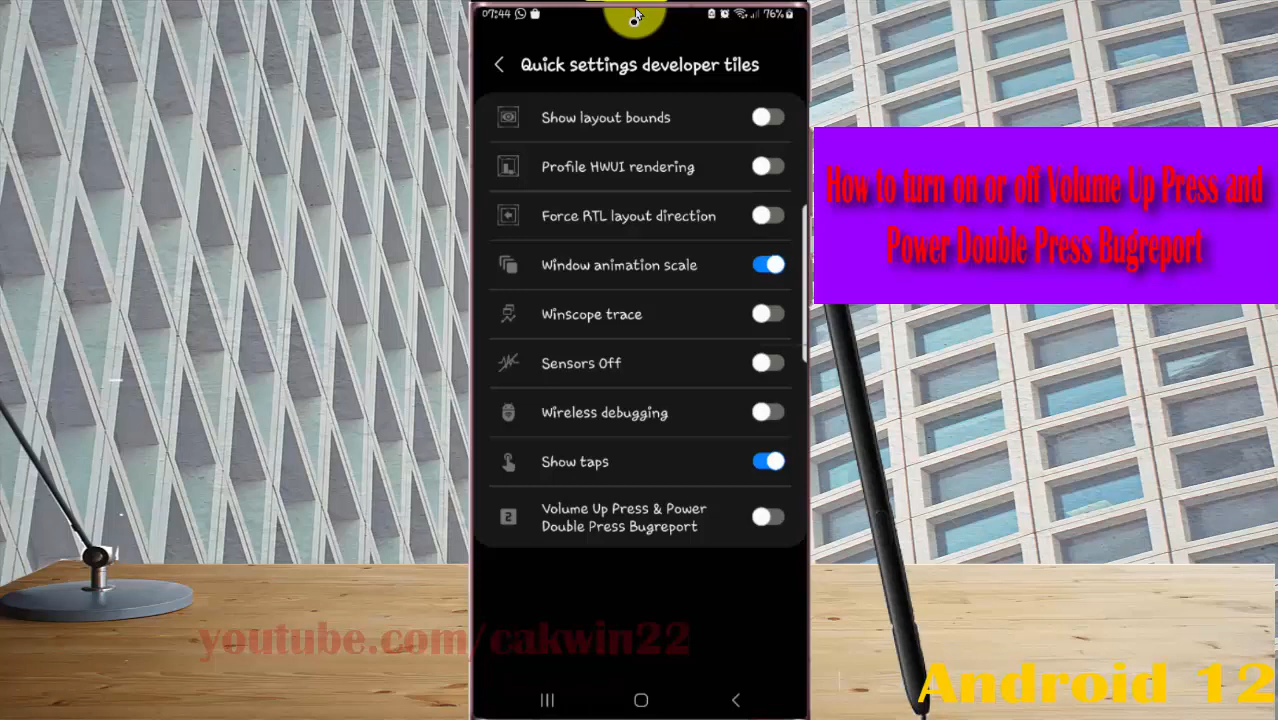 07:44
76%
Quick settings developer tiles
Show layout bounds
Profile HWUI rendering
Force RTL layout direction
Window animation scale
Winscope trace
Sensors Off
Wireless debugging
Show taps
2
Volume Up Press & Power
Double Press Bugreport
How to turn on or off Volume Up Press and
Power Double Press Bugreport
youtube.com/cakwin22
Android 12